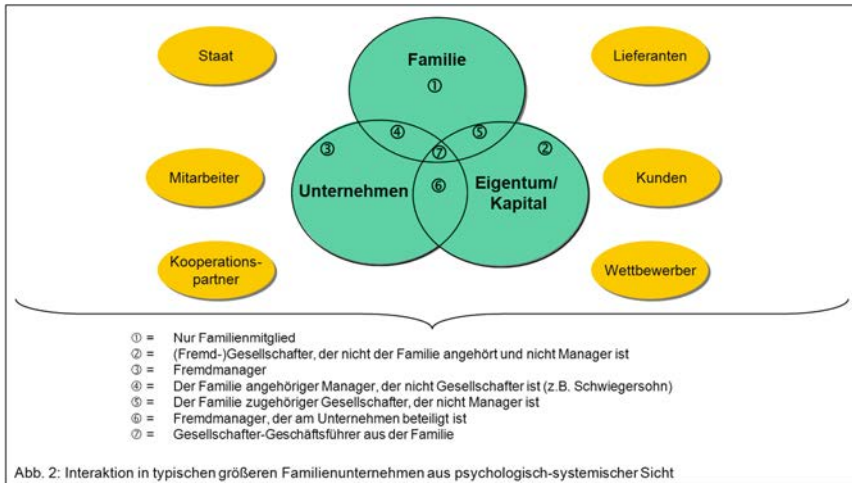 Staat
Familie
Lieferanten
①
④
⑤
③
⑦
②
Mitarbeiter
Unternehmen
⑥
Eigentum/
Kapital
Kunden
Kooperations-
partner
Wettbewerber
① = Nur Familienmitglied
② = (Fremd-)Gesellschafter, der nicht der Familie angehört und nicht Manager ist
③ = Fremdmanager
④ = Der Familie angehöriger Manager, der nicht Gesellschafter ist (z.B. Schwiegersohn)
⑤ = Der Familie zugehöriger Gesellschafter, der nicht Manager ist
⑥ = Fremdmanager, der am Unternehmen beteiligt ist
⑦ = Gesellschafter-Geschäftsführer aus der Familie
Abb. 2: Interaktion in typischen größeren Familienunternehmen aus psychologisch-systemischer Sicht